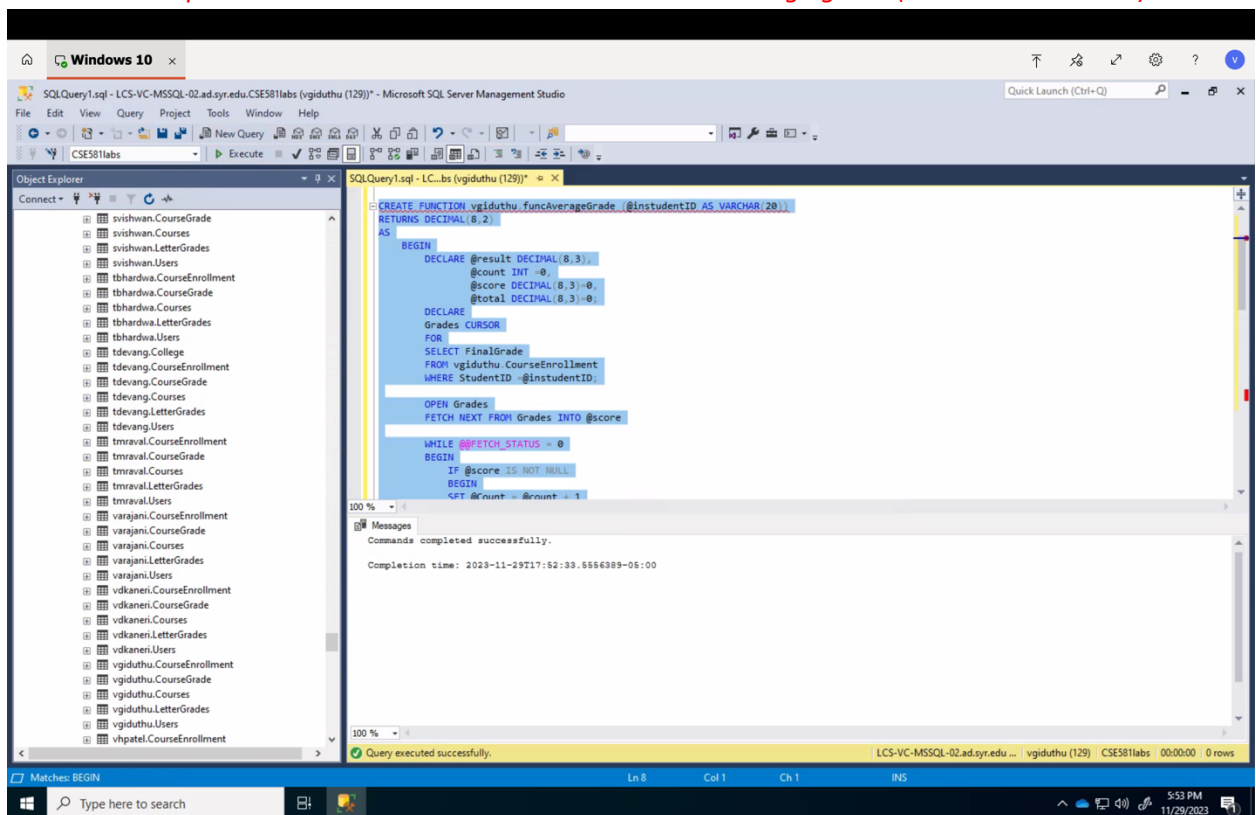 Windows 10 ×
? V
SQLQuery1.sql - LCS-VC-MSSQL-02.ad.syr.edu.CSE581labs (vgiduthu (129))* - Microsoft SQL Server Management Studio
Quick Launch (Ctrl+Q)
File Edit View Query Project Tools Window Help
New Query
CSE581labs Execute
Object Explorer
SQLQuery1.sql - LC...bs (vgiduthu (129))*
Connect
svishwan.CourseGrade
svishwan.Courses
svishwan.LetterGrades
svishwan.Users
tbhardwa.CourseEnrollment
tbhardwa.CourseGrade
tbhardwa.Courses
tbhardwa.LetterGrades
tbhardwa.Users
tdevang.College
tdevang.CourseEnrollment
tdevang.CourseGrade
tdevang.Courses
tdevang.LetterGrades
tdevang.Users
tmraval.CourseEnrollment
tmraval.CourseGrade
tmraval.Courses
tmraval.LetterGrades
tmraval.Users
varajani.CourseEnrollment
varajani.CourseGrade
varajani.Courses
varajani.LetterGrades
varajani.Users
vdkaneri.CourseEnrollment
vdkaneri.CourseGrade
vdkaneri.Courses
vdkaneri.LetterGrades
vdkaneri.Users
vgiduthu.CourseEnrollment
vgiduthu.CourseGrade
vgiduthu.Courses
vgiduthu.LetterGrades
vgiduthu.Users
vhpatel.CourseEnrollment
CREATE FUNCTION vgiduthu.funcAverageGrade (@instudentID AS VARCHAR(20))
RETURNS DECIMAL(8,2)
AS
BEGIN
DECLARE @result DECIMAL(8,3),
@count INT =0,
@score DECIMAL(8,3)=0,
@total DECIMAL(8,3)=0;
DECLARE
Grades CURSOR
FOR
SELECT FinalGrade
FROM vgiduthu.CourseEnrollment
WHERE StudentID =@instudentID;
OPEN Grades
FETCH NEXT FROM Grades INTO @score
WHILE @@FETCH_STATUS = 0
BEGIN
IF @score IS NOT NULL
BEGIN
SET @Count = @count + 1
100 %
Messages
Commands completed successfully.
Completion time: 2023-11-29T17:52:33.5556389-05:00
100 %
Query executed successfully.
LCS-VC-MSSQL-02.ad.syr.edu ... vgiduthu (129) CSE581labs 00:00:00 0 rows
Matches: BEGIN Ln 8 Col 1 Ch 1 INS
Type here to search
5:53 PM
11/29/2023